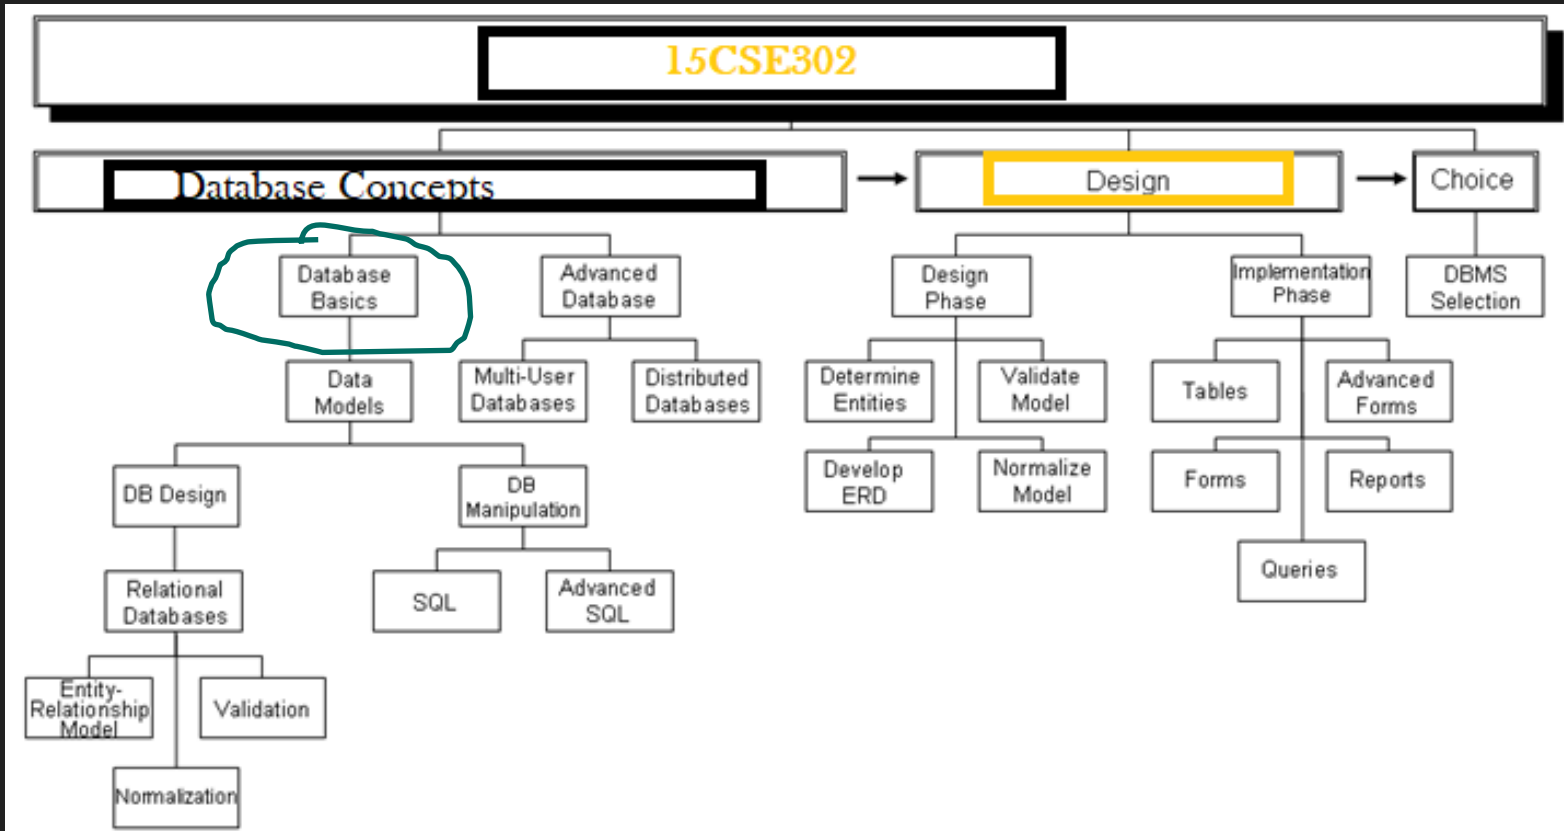 15CSE302
Database Concepts
Design
Choice
Database
Basics
Advanced
Database
Design
Phase
Implementation
Phase
DBMS
Selection
Data
Models
Multi-User
Databases
Distributed
Databases
Determine
Entities
Validate
Model
Tables
Advanced
Forms
DB Design
DB
Manipulation
Develop
ERD
Normalize
Model
Forms
Reports
Relational
Databases
SQL
Advanced
SQL
Queries
Entity-
Relationship
Model
Validation
Normalization